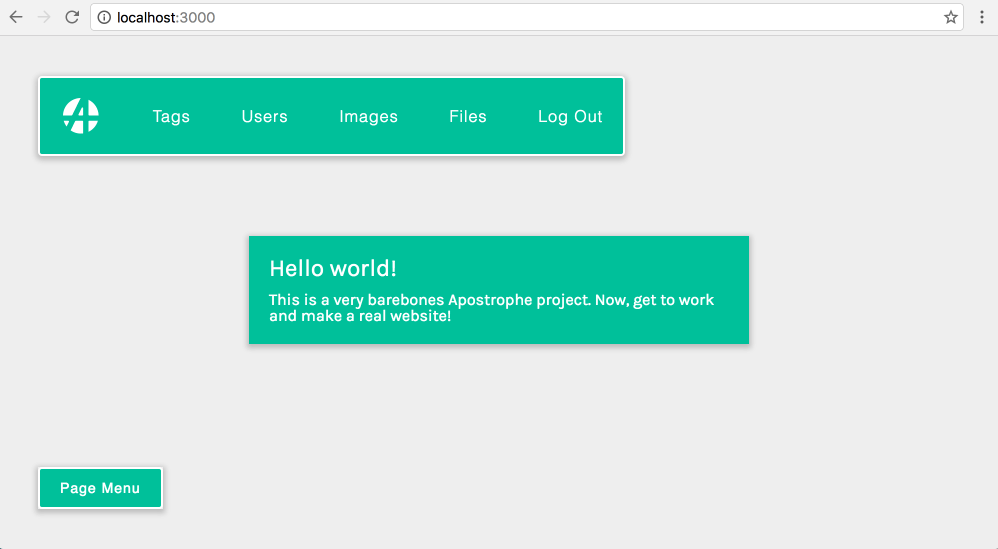 localhost:3000
Tags Users Images Files Log Out
Hello world!
This is a very barebones Apostrophe project. Now, get to work
and make a real website!
Page Menu